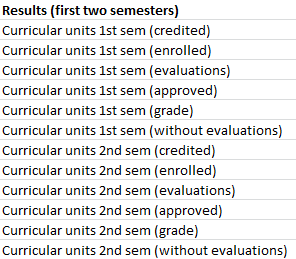 Results (first two semesters)
Curricular units 1st sem (credited)
Curricular units 1st sem (enrolled)
Curricular units 1st sem (evaluations)
Curricular units 1st sem (approved)
Curricular units 1st sem (grade)
Curricular units 1st sem (without evaluations)
Curricular units 2nd sem (credited)
Curricular units 2nd sem (enrolled)
Curricular units 2nd sem (evaluations)
Curricular units 2nd sem (approved)
Curricular units 2nd sem (grade)
Curricular units 2nd sem (without evaluations)